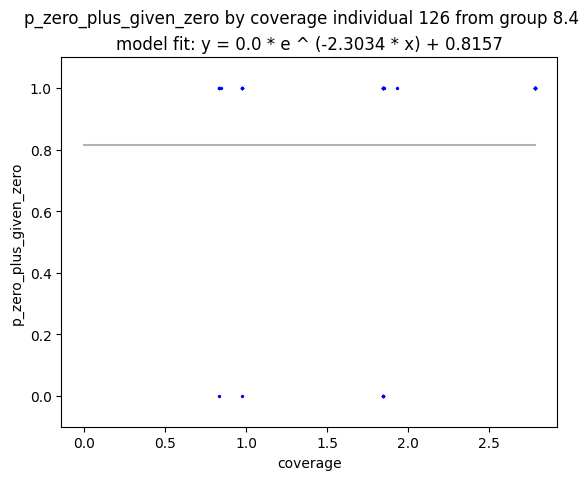 p_zero_plus_given_zero by coverage individual 126 from group 8.4
model fit: y = 0.0 * e ^ (-2.3034 * x) + 0.8157
p_zero_plus_given_zero
1.0
0.8
0.6
0.4
0.2
0.0
0.0 0.5 1.0 1.5 2.0 2.5
coverage